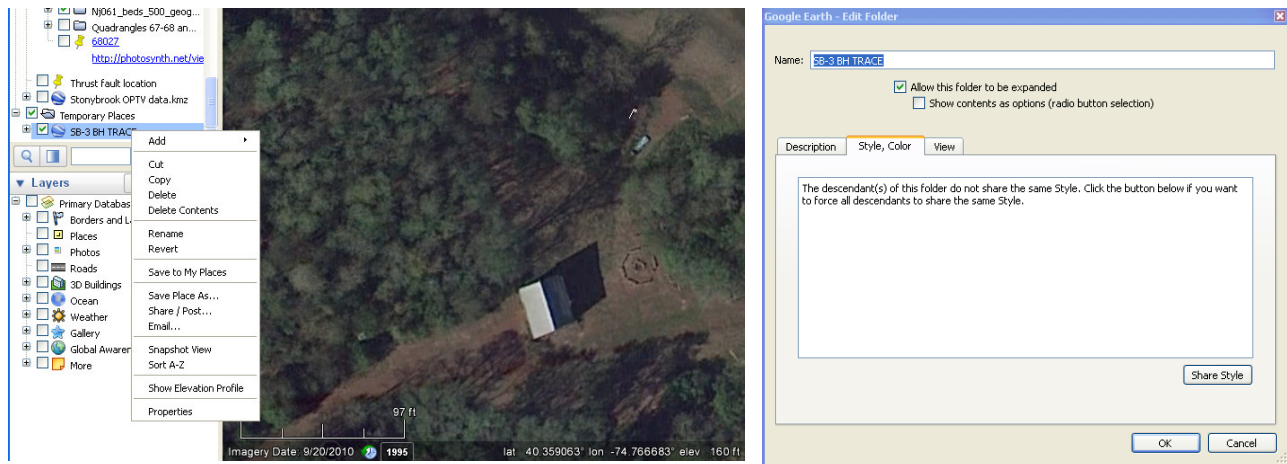 Nj061_beds_500_geog...
Quadrangles 67-68 an...
68027
http://photosynth.net/vie
Thrust fault location
Stonybrook OPTV data.kmz
Temporary Places
SB-3 BH TRACE
Layers
Primary Databas
Borders and La
Places
Photos
Roads
3D Buildings
Ocean
Weather
Gallery
Global Awaren
More
Add
Cut
Copy
Delete
Delete Contents
Rename
Revert
Save to My Places
Save Place As...
Share / Post...
Email...
Snapshot View
Sort A-Z
Show Elevation Profile
Properties
97 ft
Imagery Date: 9/20/2010 1995 lat 40.359063° lon -74.766683° elev 160 ft
Google Earth - Edit Folder
Name: SB-3 BH TRACE
Allow this folder to be expanded
Show contents as options (radio button selection)
Description Style, Color View
The descendant(s) of this folder do not share the same Style. Click the button below if you want
to force all descendants to share the same Style.
Share Style
OK Cancel